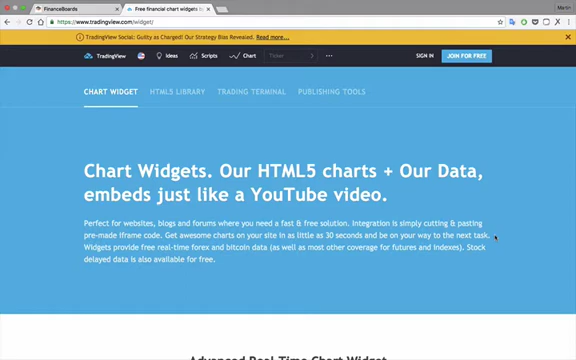 FinanceBoards
Free financial chart widgets b
Martin
https://www.tradingview.com/widget/
TradingView Social: Guilty as Charged! Our Strategy Bias Revealed. Read more...
TradingView Ideas Scripts Chart Ticker SIGN IN JOIN FOR FREE
CHART WIDGET HTML5 LIBRARY TRADING TERMINAL PUBLISHING TOOLS
Chart Widgets. Our HTML5 charts + Our Data,
embeds just like a YouTube video.
Perfect for websites, blogs and forums where you need a fast & free solution. Integration is simply cutting & pasting
pre-made iframe code. Get awesome charts on your site in as little as 30 seconds and be on your way to the next task.
Widgets provide free real-time forex and bitcoin data (as well as most other coverage for futures and indexes). Stock
delayed data is also available for free.
Advanced Real-Time Chart Widget